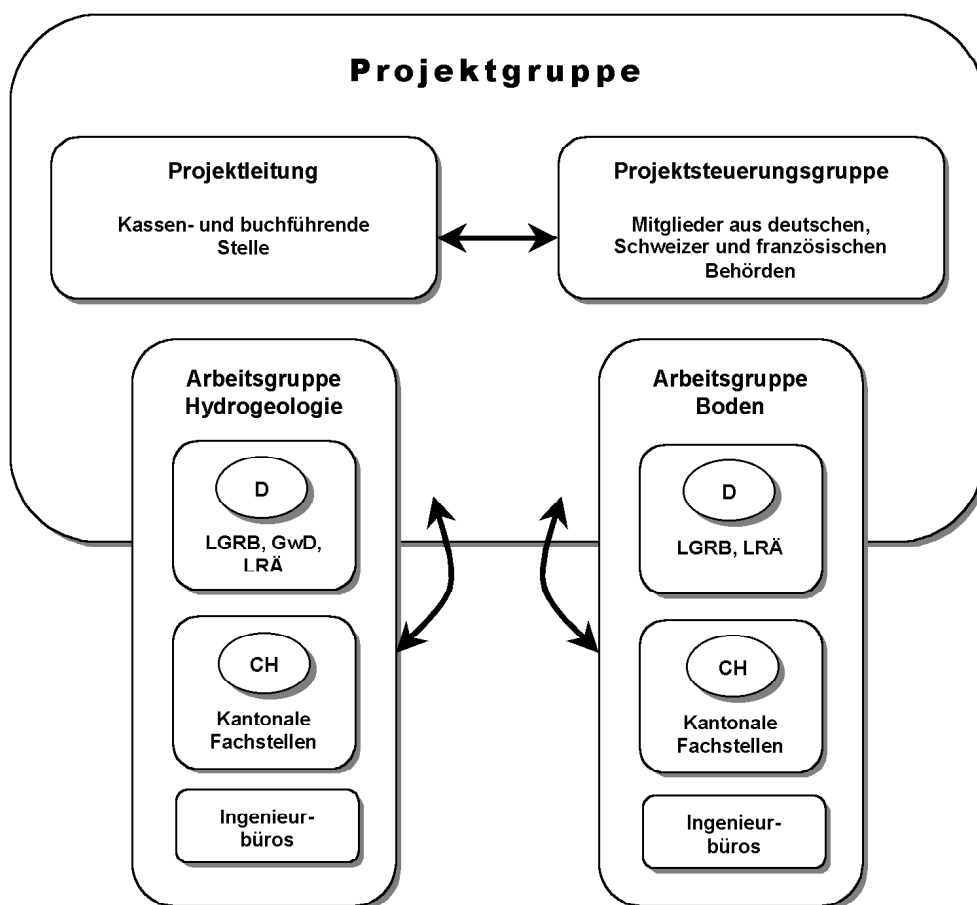 Projektgruppe
Projektleitung
Kassen- und buchführende
Stelle
Projektsteuerungsgruppe
Mitglieder aus deutschen,
Schweizer und französischen
Behörden
Arbeitsgruppe
Hydrogeologie
D
LGRB, GwD,
LRÄ
CH
Kantonale
Fachstellen
Ingenieur-
büros
Arbeitsgruppe
Boden
D
LGRB, LRÄ
CH
Kantonale
Fachstellen
Ingenieur-
büros